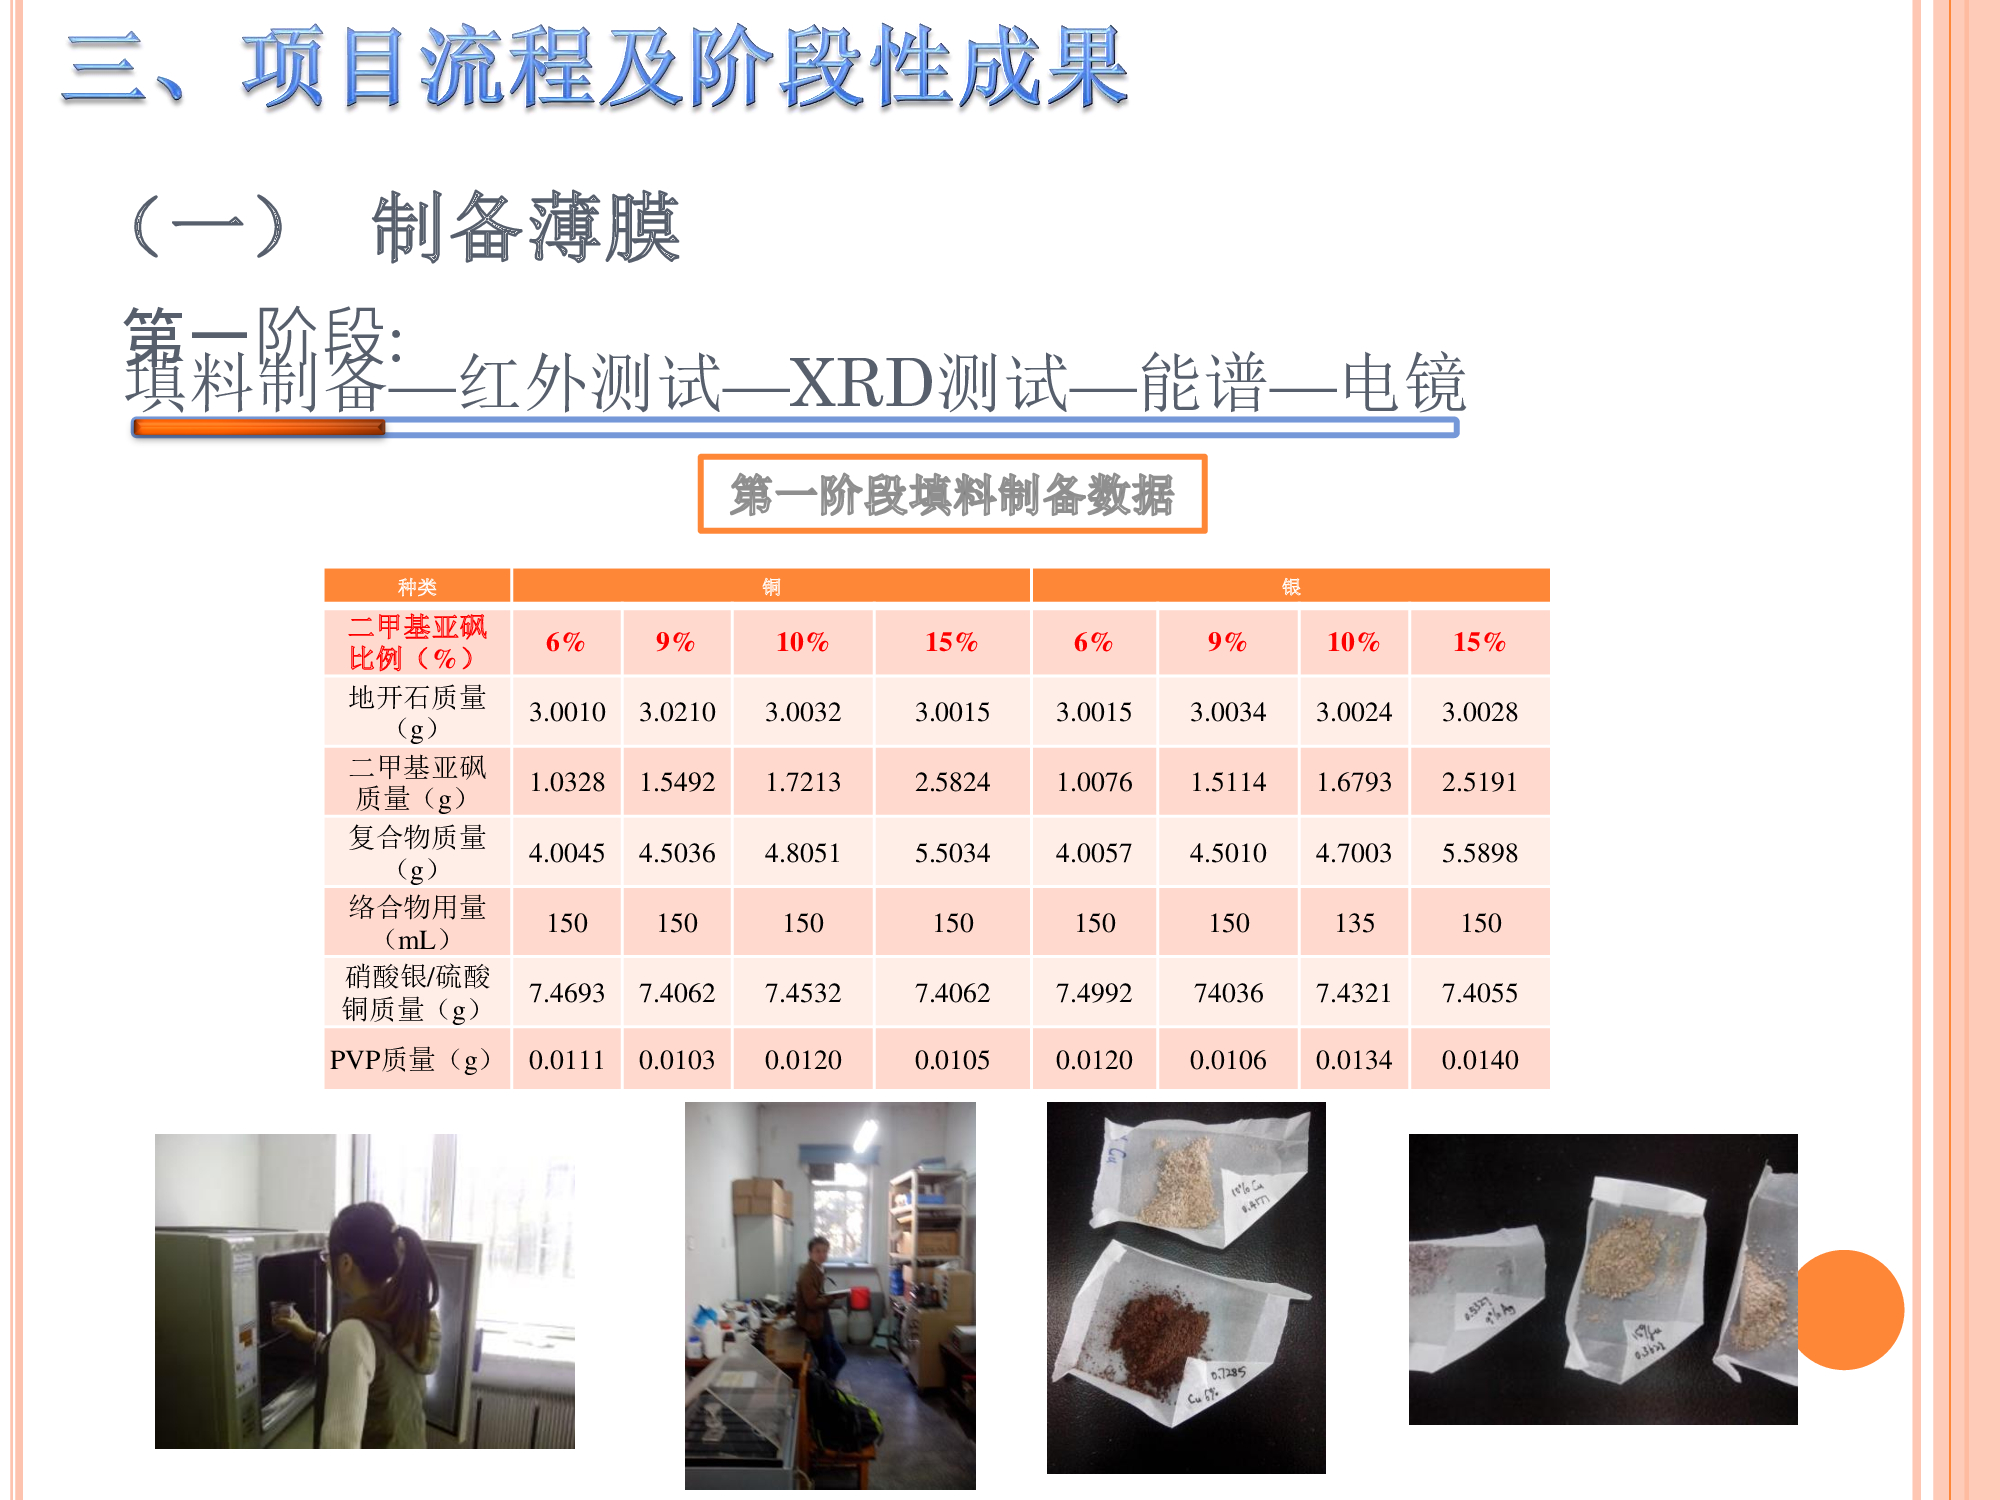 三、项目流程及阶段性成果
（一） 制备薄膜
第一阶段:
填料制备—红外测试—XRD测试—能谱—电镜
第一阶段填料制备数据
种类 铜 银
二甲基亚砜比例（%） 6% 9% 10% 15% 6% 9% 10% 15%
地开石质量（g） 3.0010 3.0210 3.0032 3.0015 3.0015 3.0034 3.0024 3.0028
二甲基亚砜质量（g） 1.0328 1.5492 1.7213 2.5824 1.0076 1.5114 1.6793 2.5191
复合物质量（g） 4.0045 4.5036 4.8051 5.5034 4.0057 4.5010 4.7003 5.5898
络合物用量（mL） 150 150 150 150 150 150 135 150
硝酸银/硫酸铜质量（g） 7.4693 7.4062 7.4532 7.4062 7.4992 74036 7.4321 7.4055
PVP质量（g） 0.0111 0.0103 0.0120 0.0105 0.0120 0.0106 0.0134 0.0140
10% Cu
0.7285
Cu 6%
9% Ag